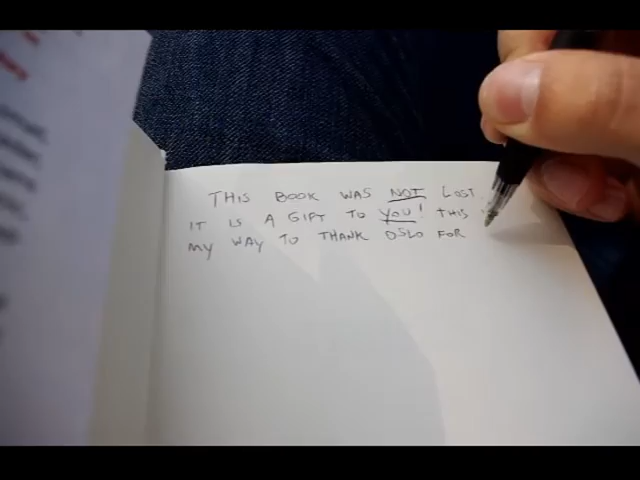 THIS BOOK WAS NOT LOST.
IT IS A GIFT TO YOU! THIS
MY WAY TO THANK OSLO FOR